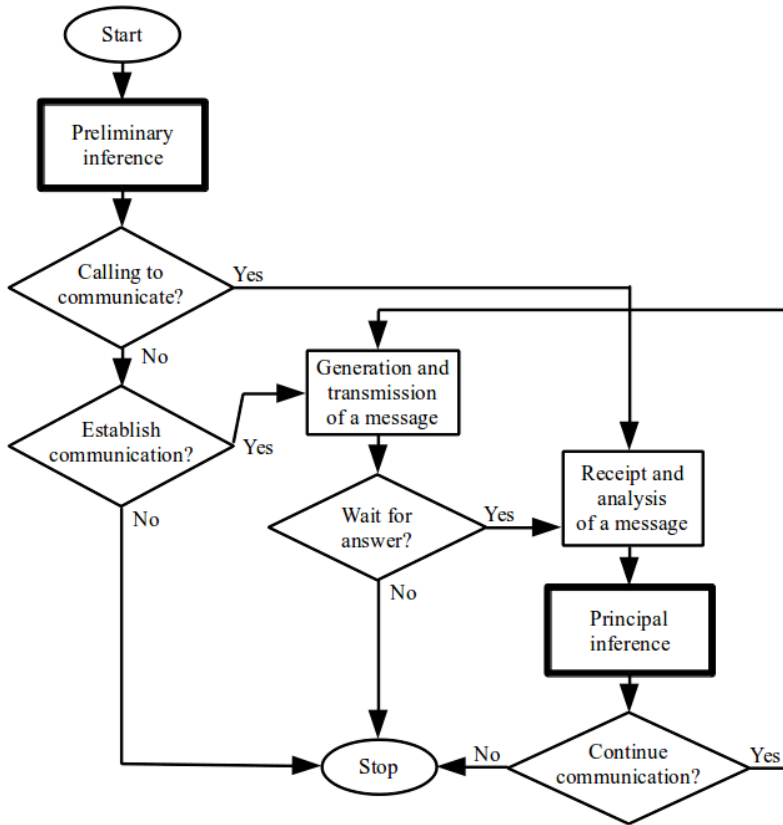 Start
Preliminary
inference
Calling to
communicate?
Yes
No
Establish
communication?
Yes
No
Generation and
transmission
of a message
Wait for
answer?
Yes
No
Receipt and
analysis
of a message
Principal
inference
Continue
communication?
Yes
No
Stop